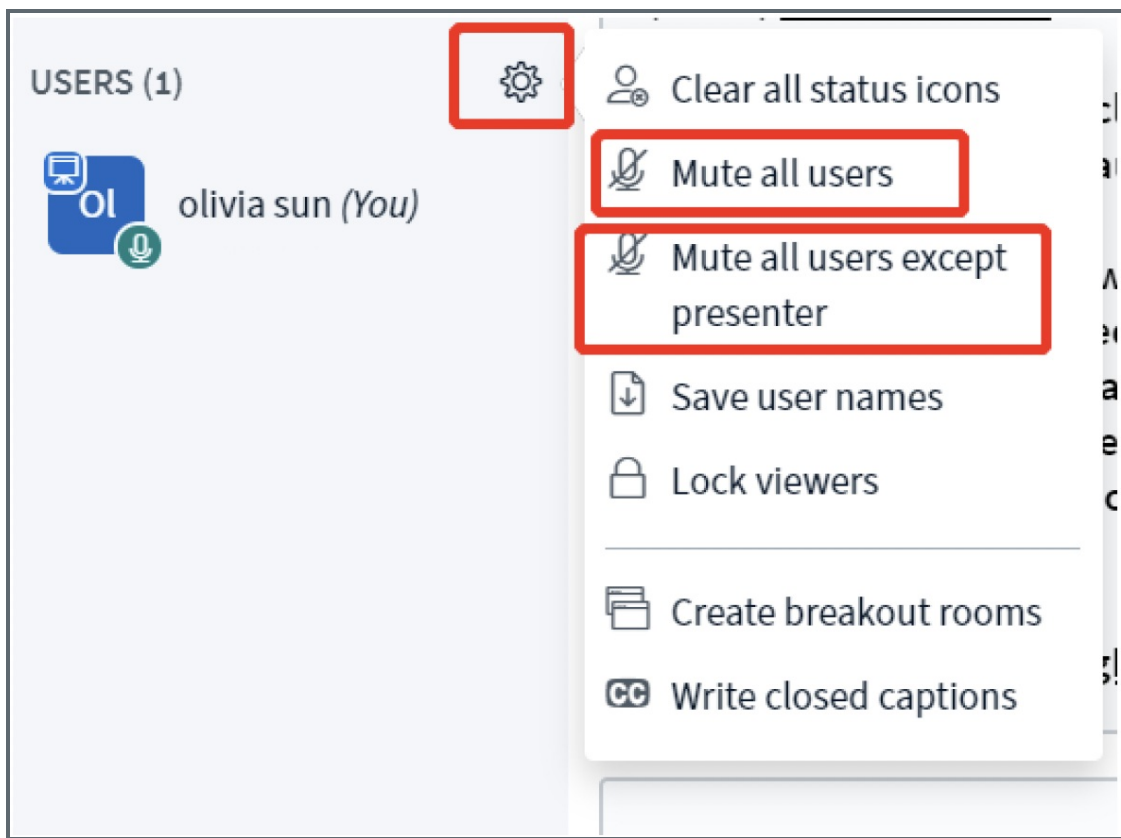 USERS (1)
Ol
olivia sun (You)
Clear all status icons
Mute all users
Mute all users except
presenter
Save user names
Lock viewers
Create breakout rooms
CC Write closed captions